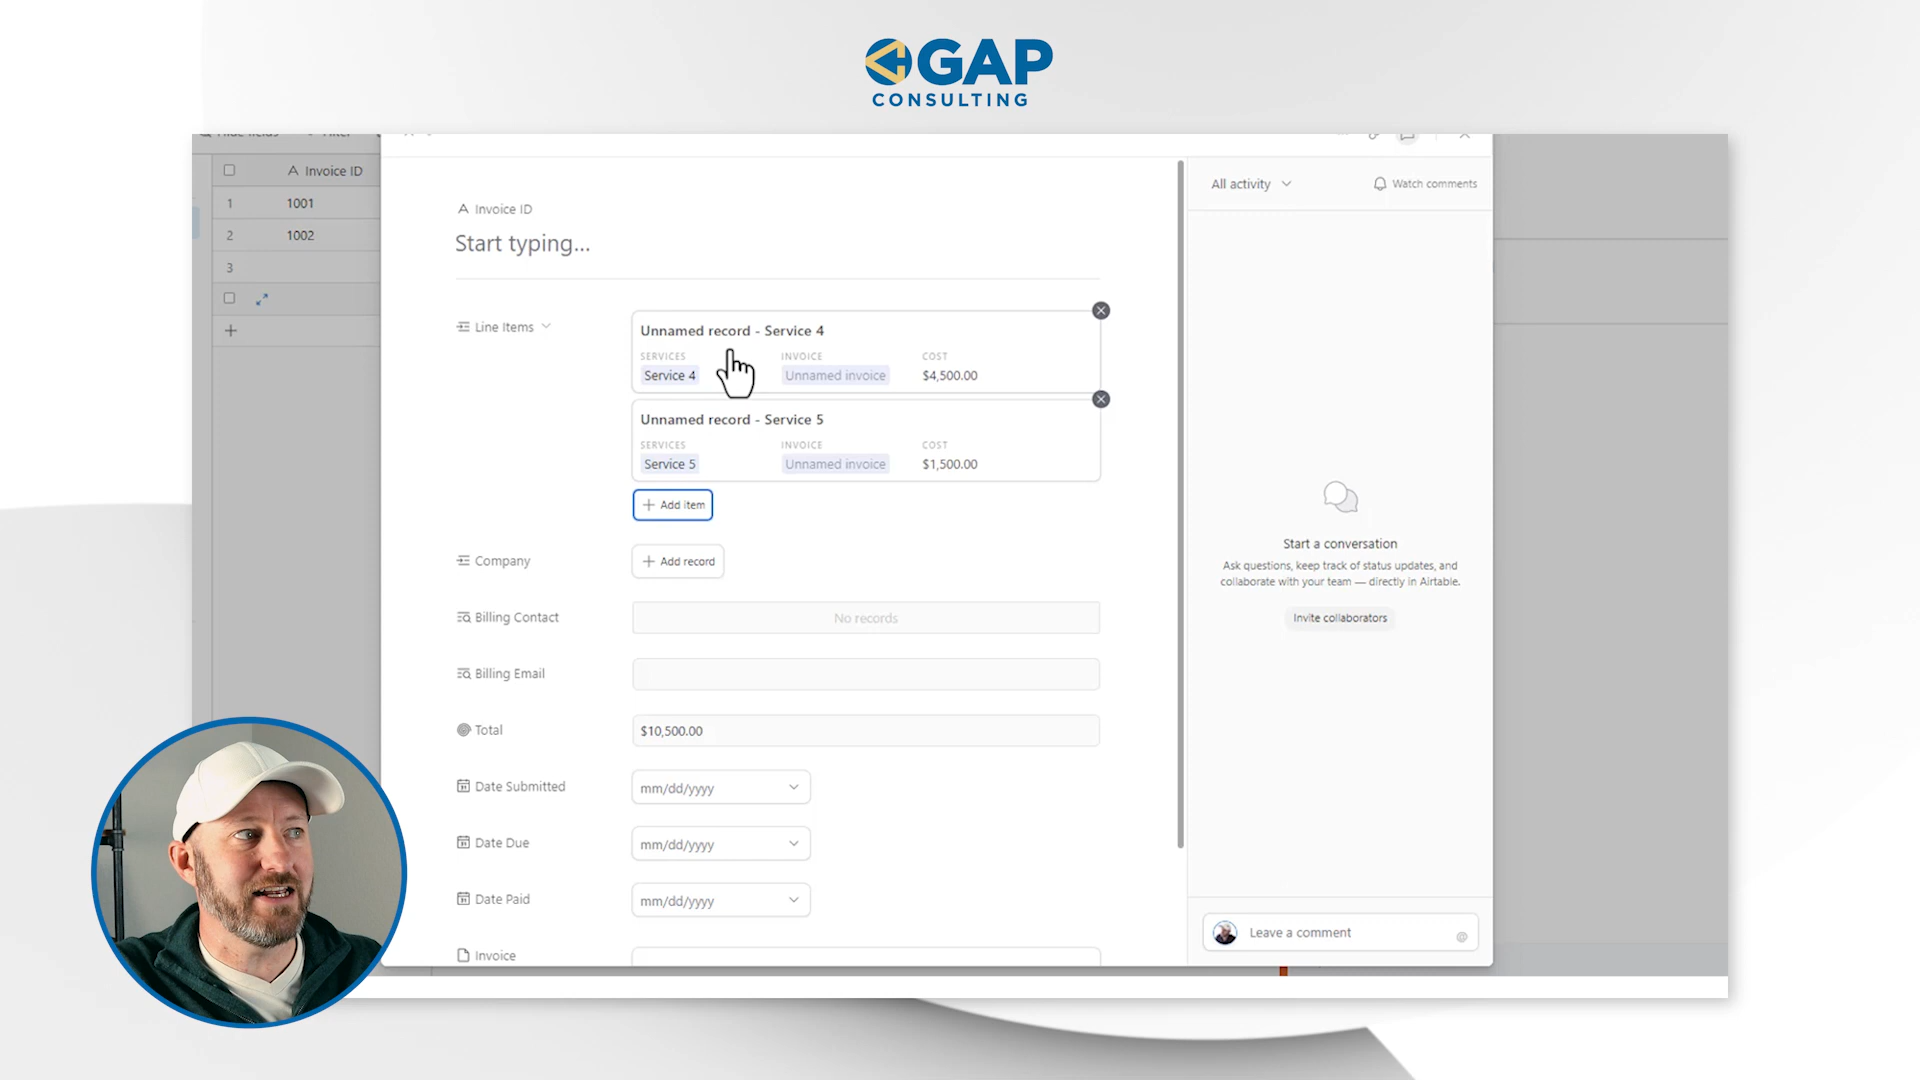 GAP
CONSULTING
Hide fields
Filter
Invoice ID
1 1001
2 1002
3
Invoice ID
Start typing...
Line Items
Unnamed record - Service 4
SERVICES INVOICE COST
Service 4 Unnamed invoice $4,500.00
Unnamed record - Service 5
SERVICES INVOICE COST
Service 5 Unnamed invoice $1,500.00
+ Add item
Company + Add record
Billing Contact No records
Billing Email
Total $10,500.00
Date Submitted mm/dd/yyyy
Date Due mm/dd/yyyy
Date Paid mm/dd/yyyy
Invoice
All activity Watch comments
Start a conversation
Ask questions, keep track of status updates, and
collaborate with your team — directly in Airtable.
Invite collaborators
Leave a comment @